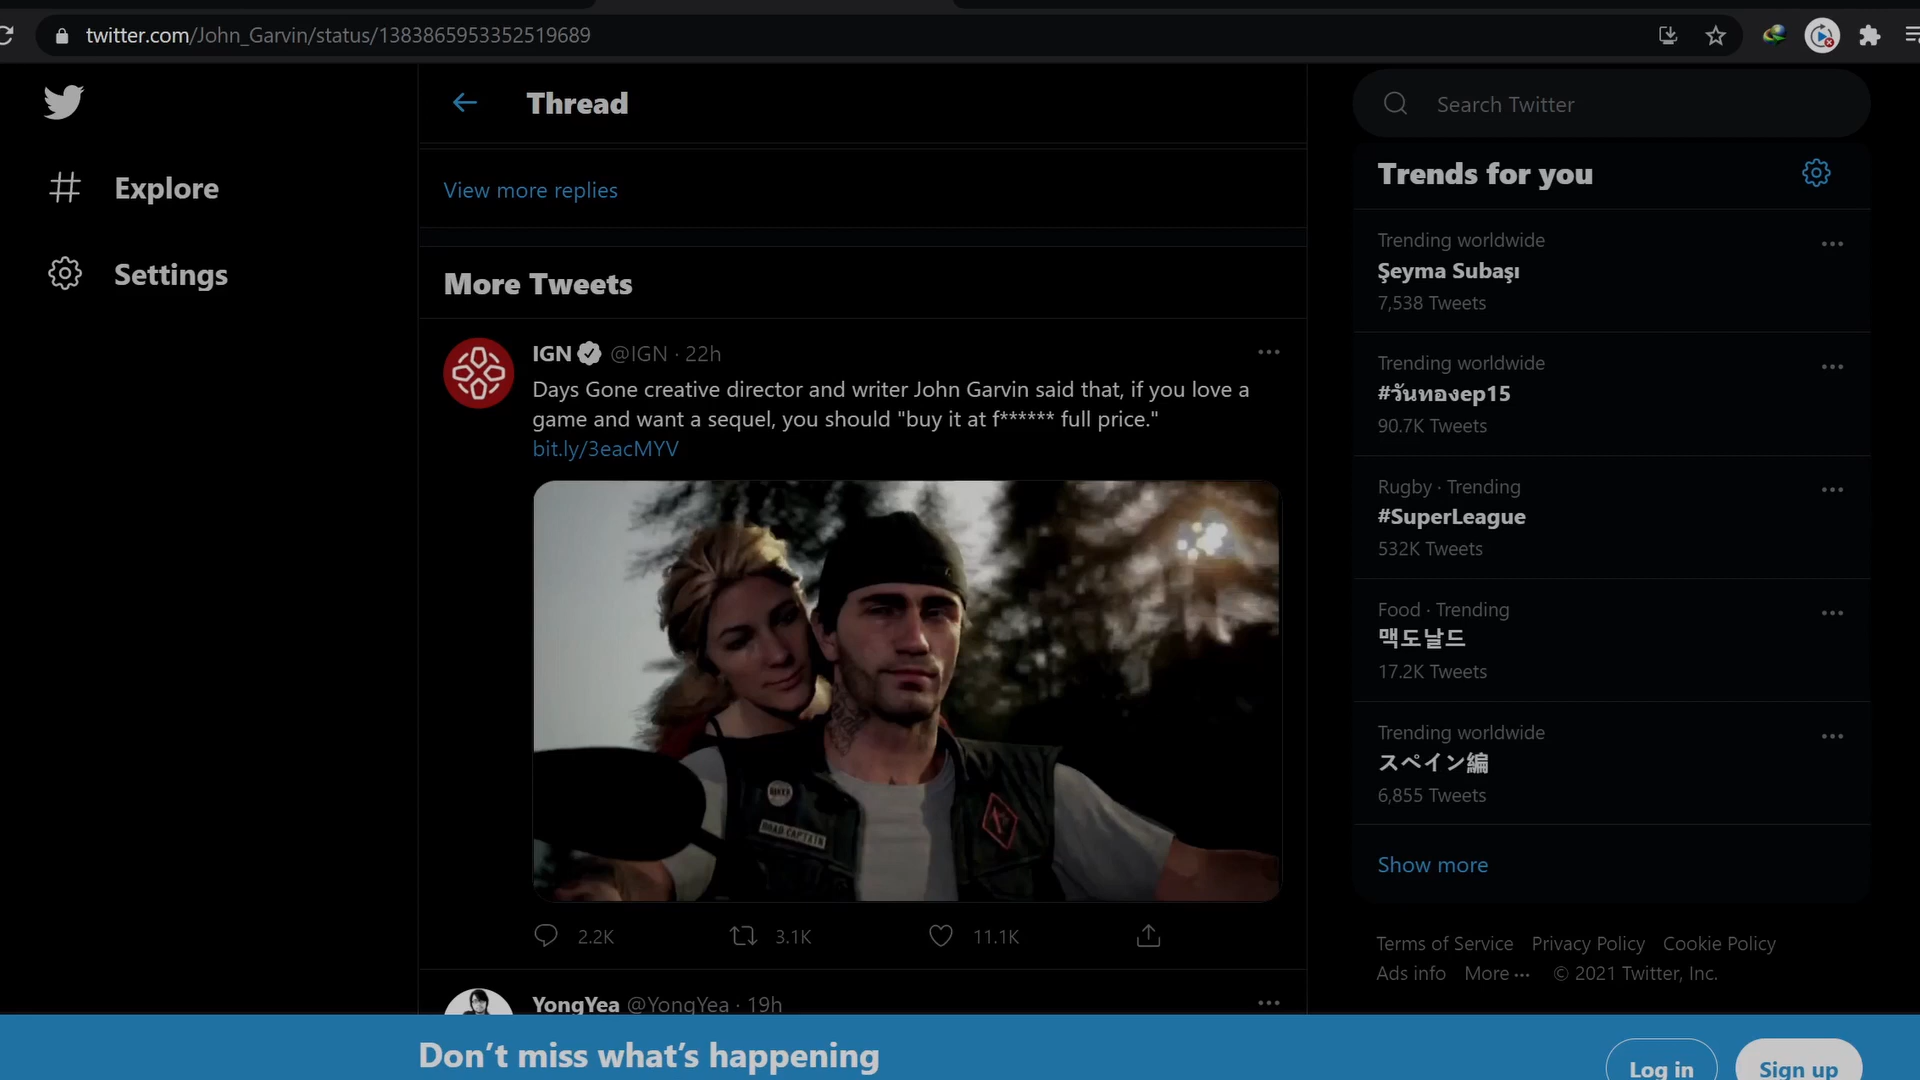 twitter.com/John_Garvin/status/1383865953352519689
Explore
Settings
Thread
View more replies
More Tweets
IGN @IGN · 22h
Days Gone creative director and writer John Garvin said that, if you love a
game and want a sequel, you should "buy it at f****** full price."
bit.ly/3eacMYV
ROAD CAPTAIN
2.2K
3.1K
11.1K
YongYea @YongYea · 19h
Search Twitter
Trends for you
Trending worldwide
Şeyma Subaşı
7,538 Tweets
Trending worldwide
#วันทองep15
90.7K Tweets
Rugby · Trending
#SuperLeague
532K Tweets
Food · Trending
맥도날드
17.2K Tweets
Trending worldwide
スペイン編
6,855 Tweets
Show more
Terms of Service Privacy Policy Cookie Policy
Ads info More ··· © 2021 Twitter, Inc.
Don’t miss what’s happening
Log in
Sign up